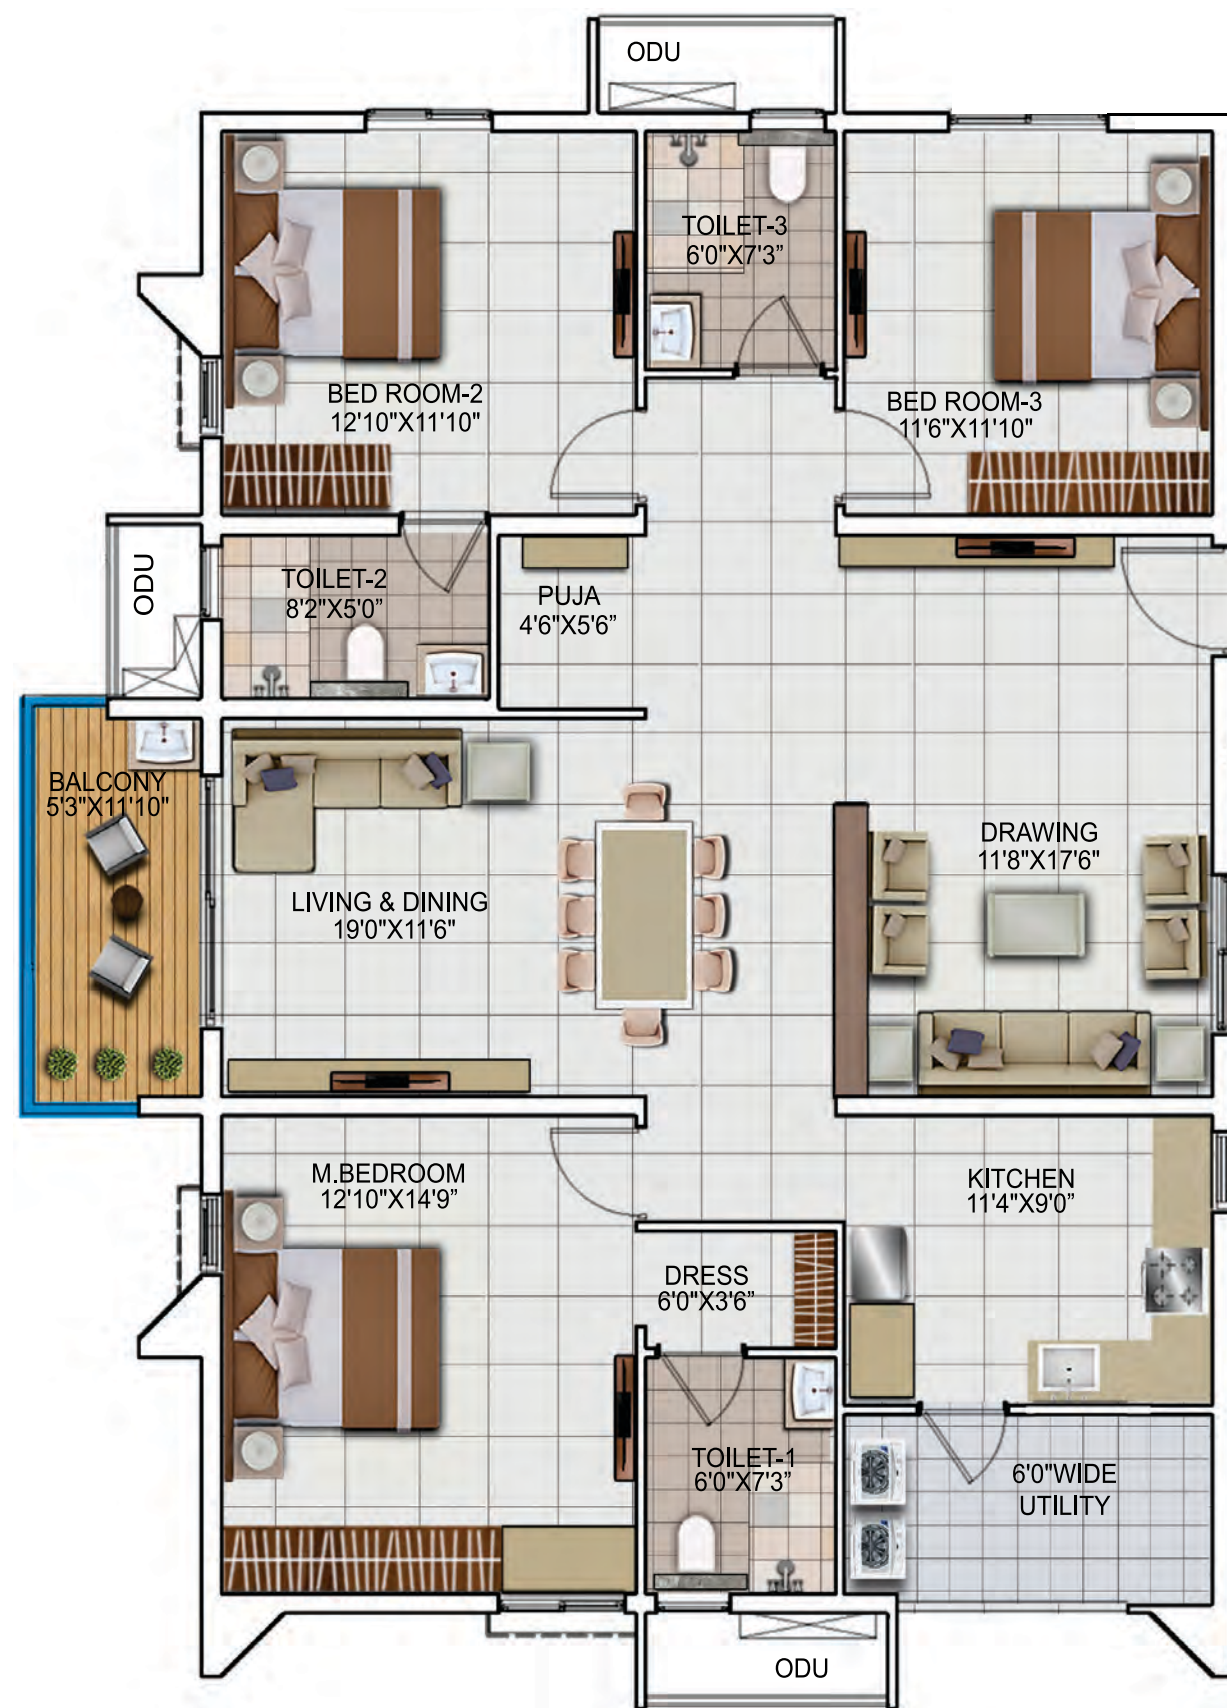 ODU
TOILET-3
6'0"X7'3”
BED ROOM-2
12'10"X11'10"
BED ROOM-3
11'6"X11'10"
ODU
TOILET-2
8'2"X5'0”
PUJA
4'6"X5'6”
BALCONY
5'3"X11'10"
DRAWING
11'8"X17'6"
LIVING & DINING
19'0"X11'6”
M.BEDROOM
12'10"X14'9”
KITCHEN
11'4"X9'0”
DRESS
6'0"X3'6”
TOILET-1
6'0"X7'3”
6'0"WIDE
UTILITY
ODU